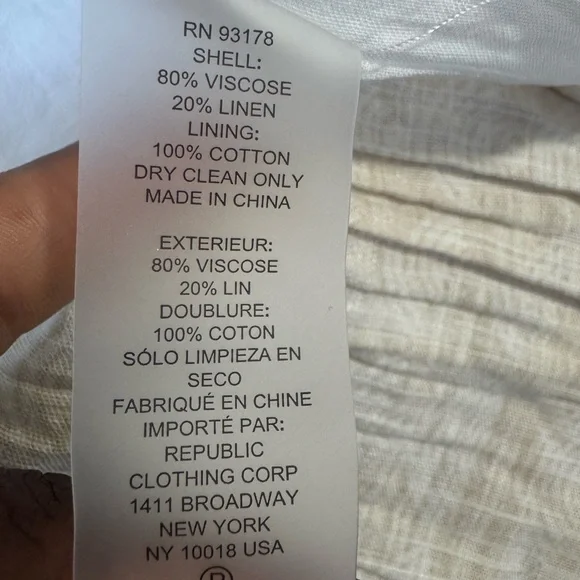 RN 93178
SHELL:
80% VISCOSE
20% LINEN
LINING:
100% COTTON
DRY CLEAN ONLY
MADE IN CHINA
EXTERIEUR:
80% VISCOSE
20% LIN
DOUBLURE:
100% COTON
SÓLO LIMPIEZA EN
SECO
FABRIQUÉ EN CHINE
IMPORTÉ PAR:
REPUBLIC
CLOTHING CORP
1411 BROADWAY
NEW YORK
NY 10018 USA